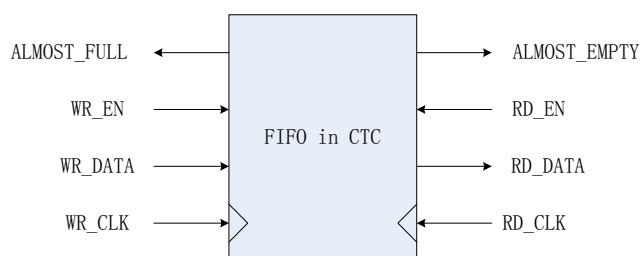 ALMOST_FULL
ALMOST_EMPTY
WR_EN
RD_EN
FIFO in CTC
WR_DATA
RD_DATA
WR_CLK
RD_CLK